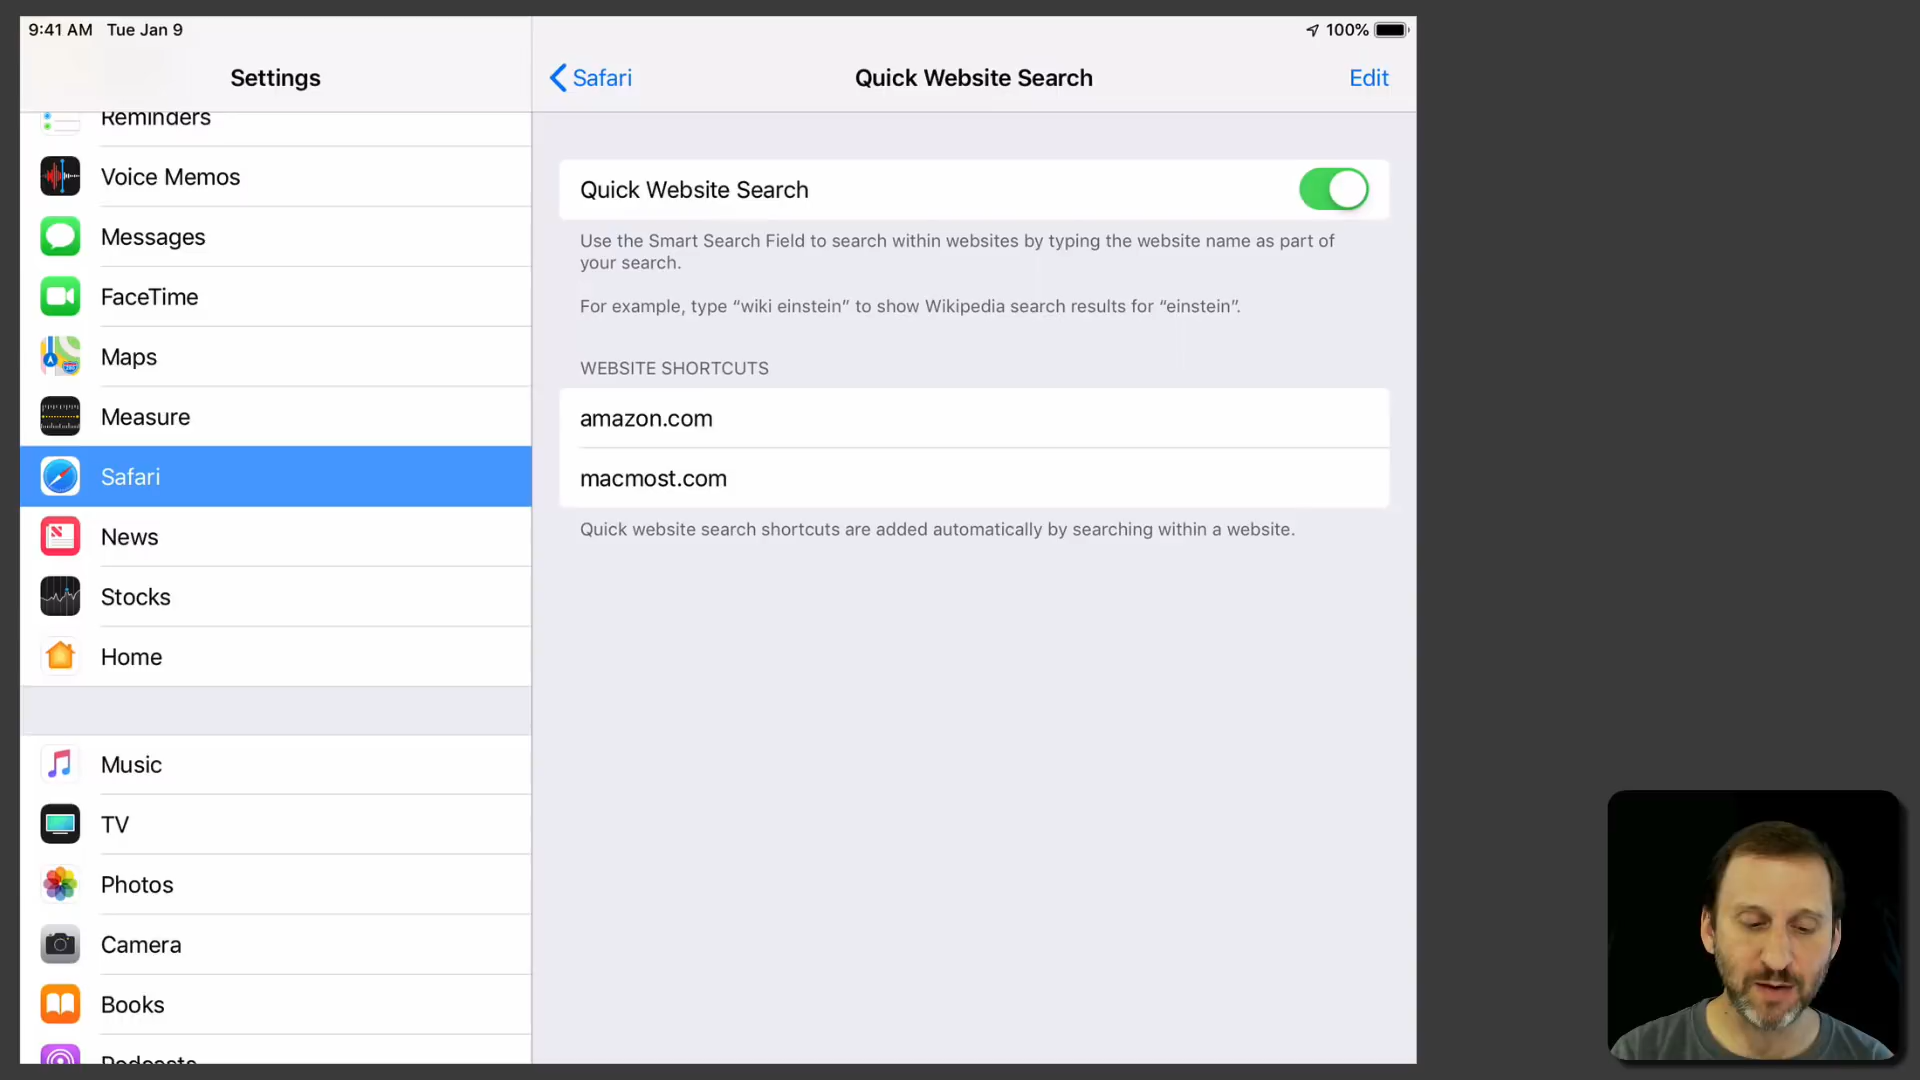 9:41 AM Tue Jan 9
100%
Settings
Reminders
Voice Memos
Messages
FaceTime
Maps
Measure
Safari
News
Stocks
Home
Music
TV
Photos
Camera
Books
Podcasts
Safari
Quick Website Search
Edit
Quick Website Search
Use the Smart Search Field to search within websites by typing the website name as part of
your search.
For example, type “wiki einstein” to show Wikipedia search results for “einstein”.
WEBSITE SHORTCUTS
amazon.com
macmost.com
Quick website search shortcuts are added automatically by searching within a website.